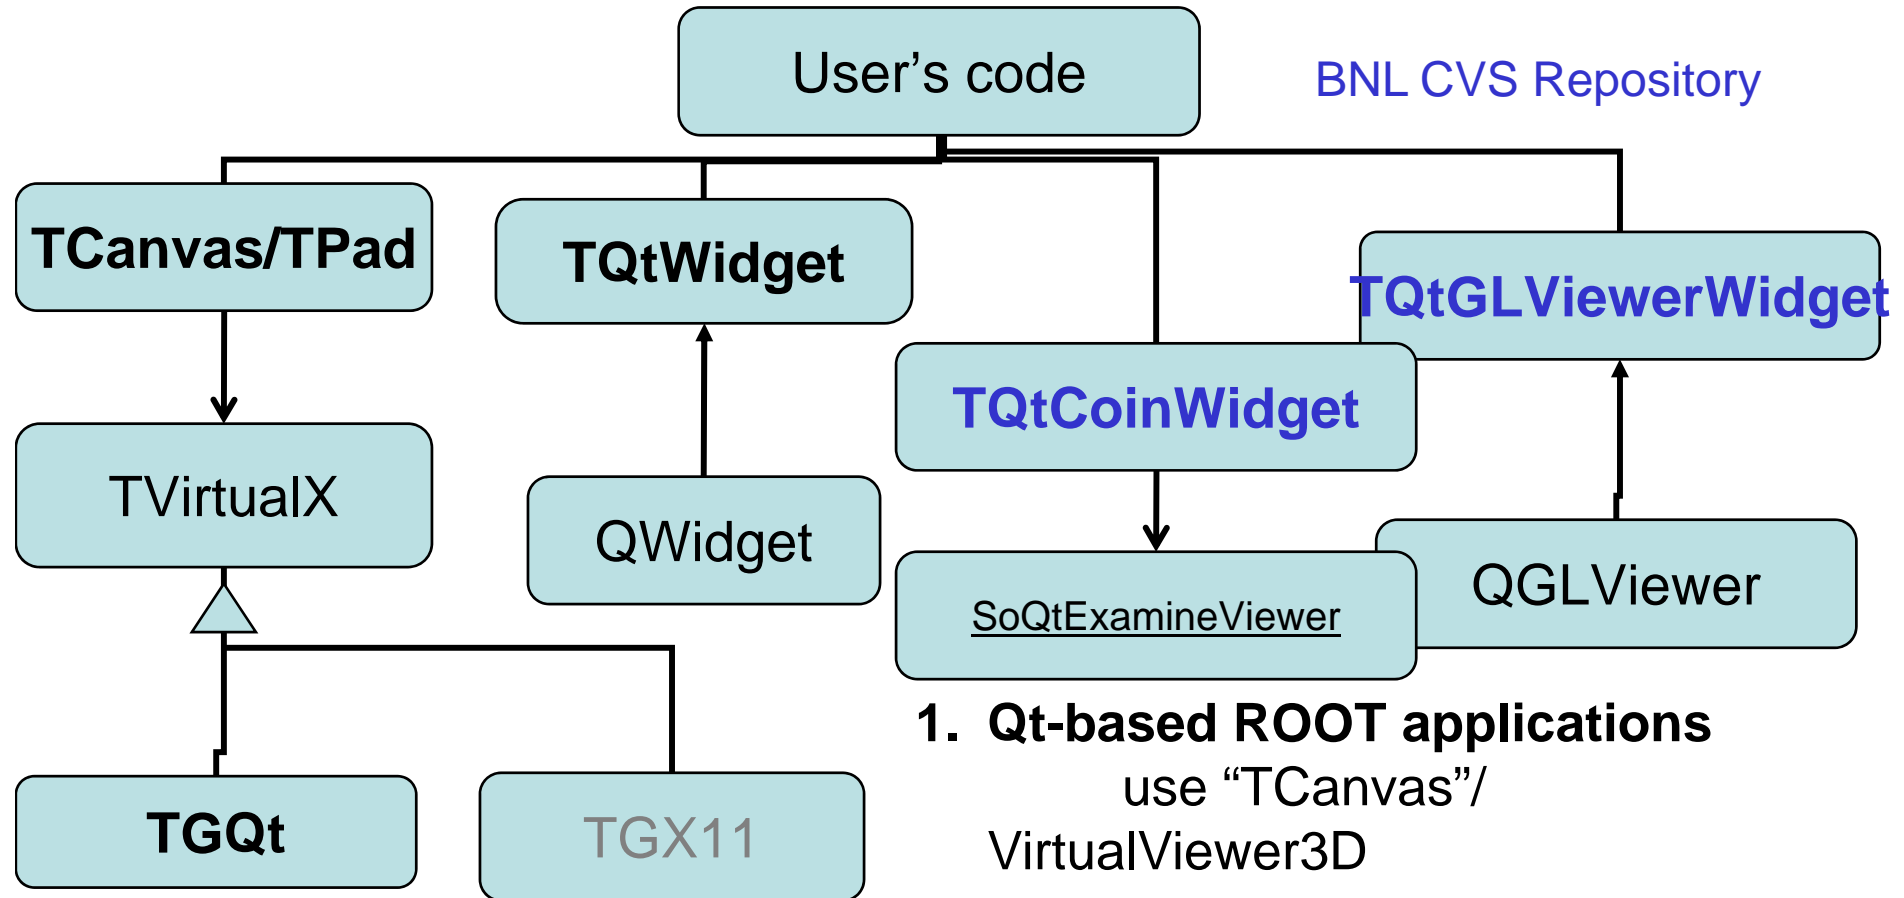 User’s code
BNL CVS Repository
TCanvas/TPad
TQtWidget
TQtGLViewerWidget
TQtCoinWidget
TVirtualX
QWidget
QGLViewer
SoQtExamineViewer
1. Qt-based ROOT applications
use “TCanvas”/
VirtualViewer3D
TGQt
TGX11